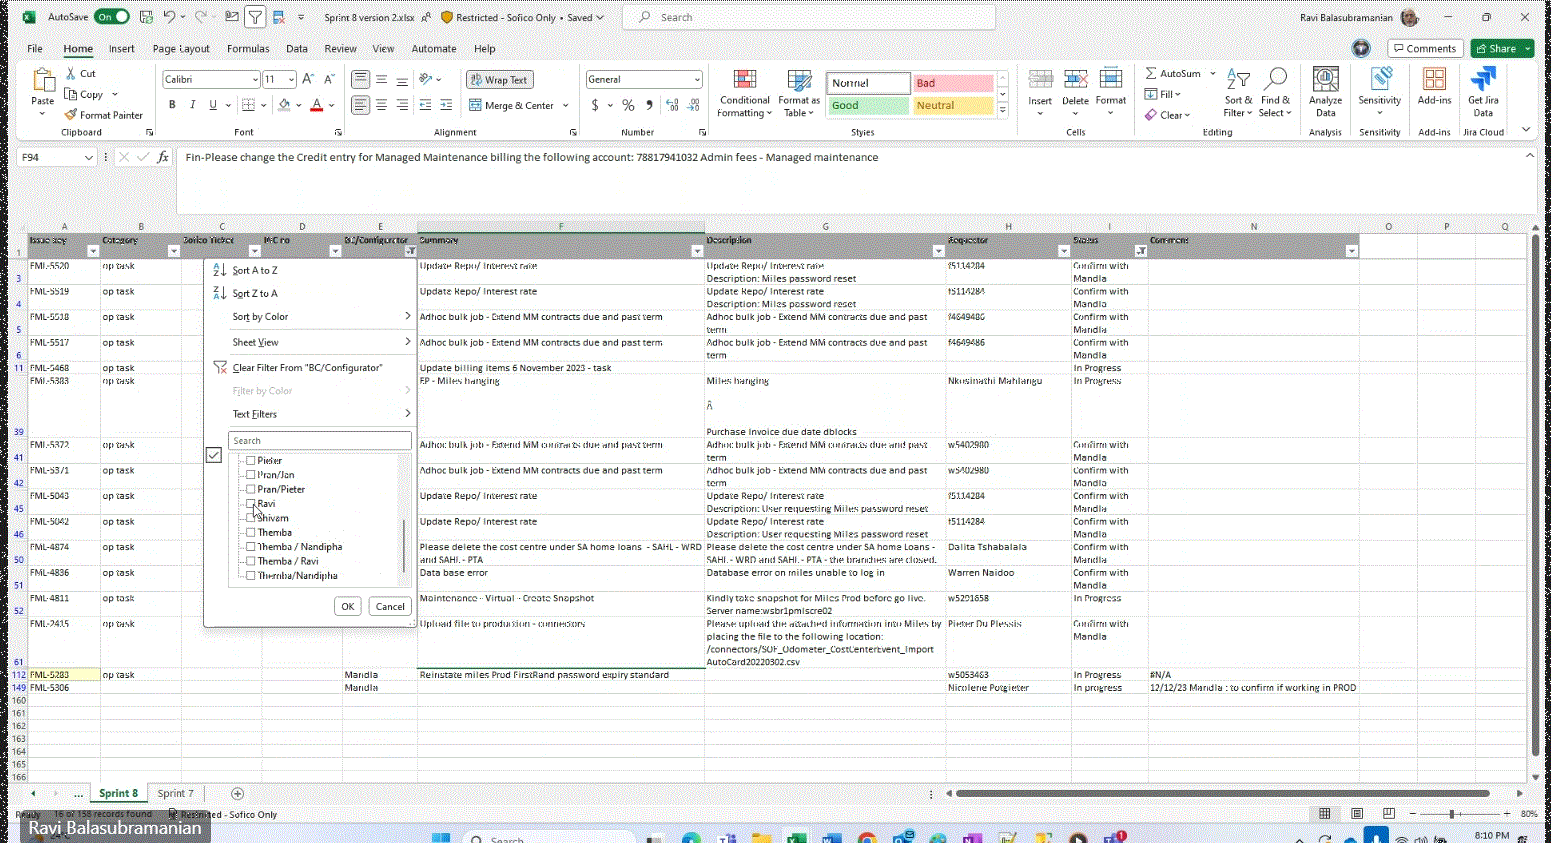 AutoSave On Sprint 8 version 2.xlsx Restricted - Sofico Only • Saved Search Ravi Balasubramanian
File Home Insert Page Layout Formulas Data Review View Automate Help Comments Share
Paste Cut Copy Format Painter
Calibri 11 B I U
Wrap Text Merge & Center
General $ %
Conditional Formatting Format as Table Normal Bad Good Neutral
Insert Delete Format
AutoSum Fill Clear Sort & Filter Find & Select
Analyze Data Sensitivity Add-ins Get Jira Data
Clipboard Font Alignment Number Styles Cells Editing Analysis Sensitivity Add-ins Jira Cloud
F94 fx Fin-Please change the Credit entry for Managed Maintenance billing the following account: 78817941032 Admin fees - Managed maintenance
A B C D E F G H I N O P Q
1 Issue key Category Sofico Ticket BC/Configurator Summary Description Requestor Status Comment
3 FML-5520 op task Update Repo/ Interest rate Update Repo/ Interest rate f5114284 Confirm with
Description: Miles password reset Mandla
4 FML-5519 op task Update Repo/ Interest rate Update Repo/ Interest rate f5114284 Confirm with
Description: Miles password reset Mandla
5 FML-5518 op task Adhoc bulk job - Extend MM contracts due and past term Adhoc bulk job - Extend MM contracts due and past f4649486 Confirm with
term Mandla
6 FML-5517 op task Adhoc bulk job - Extend MM contracts due and past term Adhoc bulk job - Extend MM contracts due and past f4649486 Confirm with
term Mandla
11 FML-5468 op task Update billing items 6 November 2023 - task In Progress
39 FML-5383 op task EP - Miles hanging Miles hanging Nkosinathi Mahlangu In Progress
Â
Purchase Invoice due date dblocks
41 FML-5372 op task Adhoc bulk job - Extend MM contracts due and past term Adhoc bulk job - Extend MM contracts due and past w5402980 Confirm with
term Mandla
42 FML-5371 op task Adhoc bulk job - Extend MM contracts due and past term Adhoc bulk job - Extend MM contracts due and past w5402980 Confirm with
term Mandla
45 FML-5043 op task Update Repo/ Interest rate Update Repo/ Interest rate f5114284 Confirm with
Description: User requesting Miles password reset Mandla
46 FML-5042 op task Update Repo/ Interest rate Update Repo/ Interest rate f5114284 Confirm with
Description: User requesting Miles password reset Mandla
50 FML-4874 op task Please delete the cost centre under SA home loans - SAHL - WRD Please delete the cost centre under SA home Loans - Dalita Tshabalala Confirm with
and SAHL - PTA SAHL - WRD and SAHL - PTA - the branches are closed. Mandla
51 FML-4836 op task Data base error Database error on miles unable to log in Warren Naidoo Confirm with
Mandla
52 FML-4811 op task Maintenance - Virtual - Create Snapshot Kindly take snapshot for Miles Prod before go live. w5291658 In Progress
Server name:wsbr1pmlscre02
61 FML-2415 op task Upload file to production - connectors Please upload the attached information into Miles by Pieter Du Plessis Confirm with
placing the file to the following location: Mandla
/connectors/SOF_Odometer_CostCenterEvent_Import
AutoCard20220302.csv
112 FML-5283 op task Mandla Reinstate miles Prod FirstRand password expiry standard w5053463 In Progress #N/A
149 FML-5306 Mandla Nicolene Potgieter In progress 12/12/23 Mandla : to confirm if working in PROD
160
161
162
163
164
165
166
Sort A to Z
Sort Z to A
Sort by Color
Sheet View
Clear Filter From "BC/Configurator"
Filter by Color
Text Filters
Search
Pieter
Pran/Jan
Pran/Pieter
Ravi
Shivam
Themba
Themba / Nandipha
Themba / Ravi
Themba/Nandipha
OK Cancel
... Sprint 8 Sprint 7
Ready 16 of 158 records found Restricted - Sofico Only 80%
Ravi Balasubramanian
Search
8:10 PM